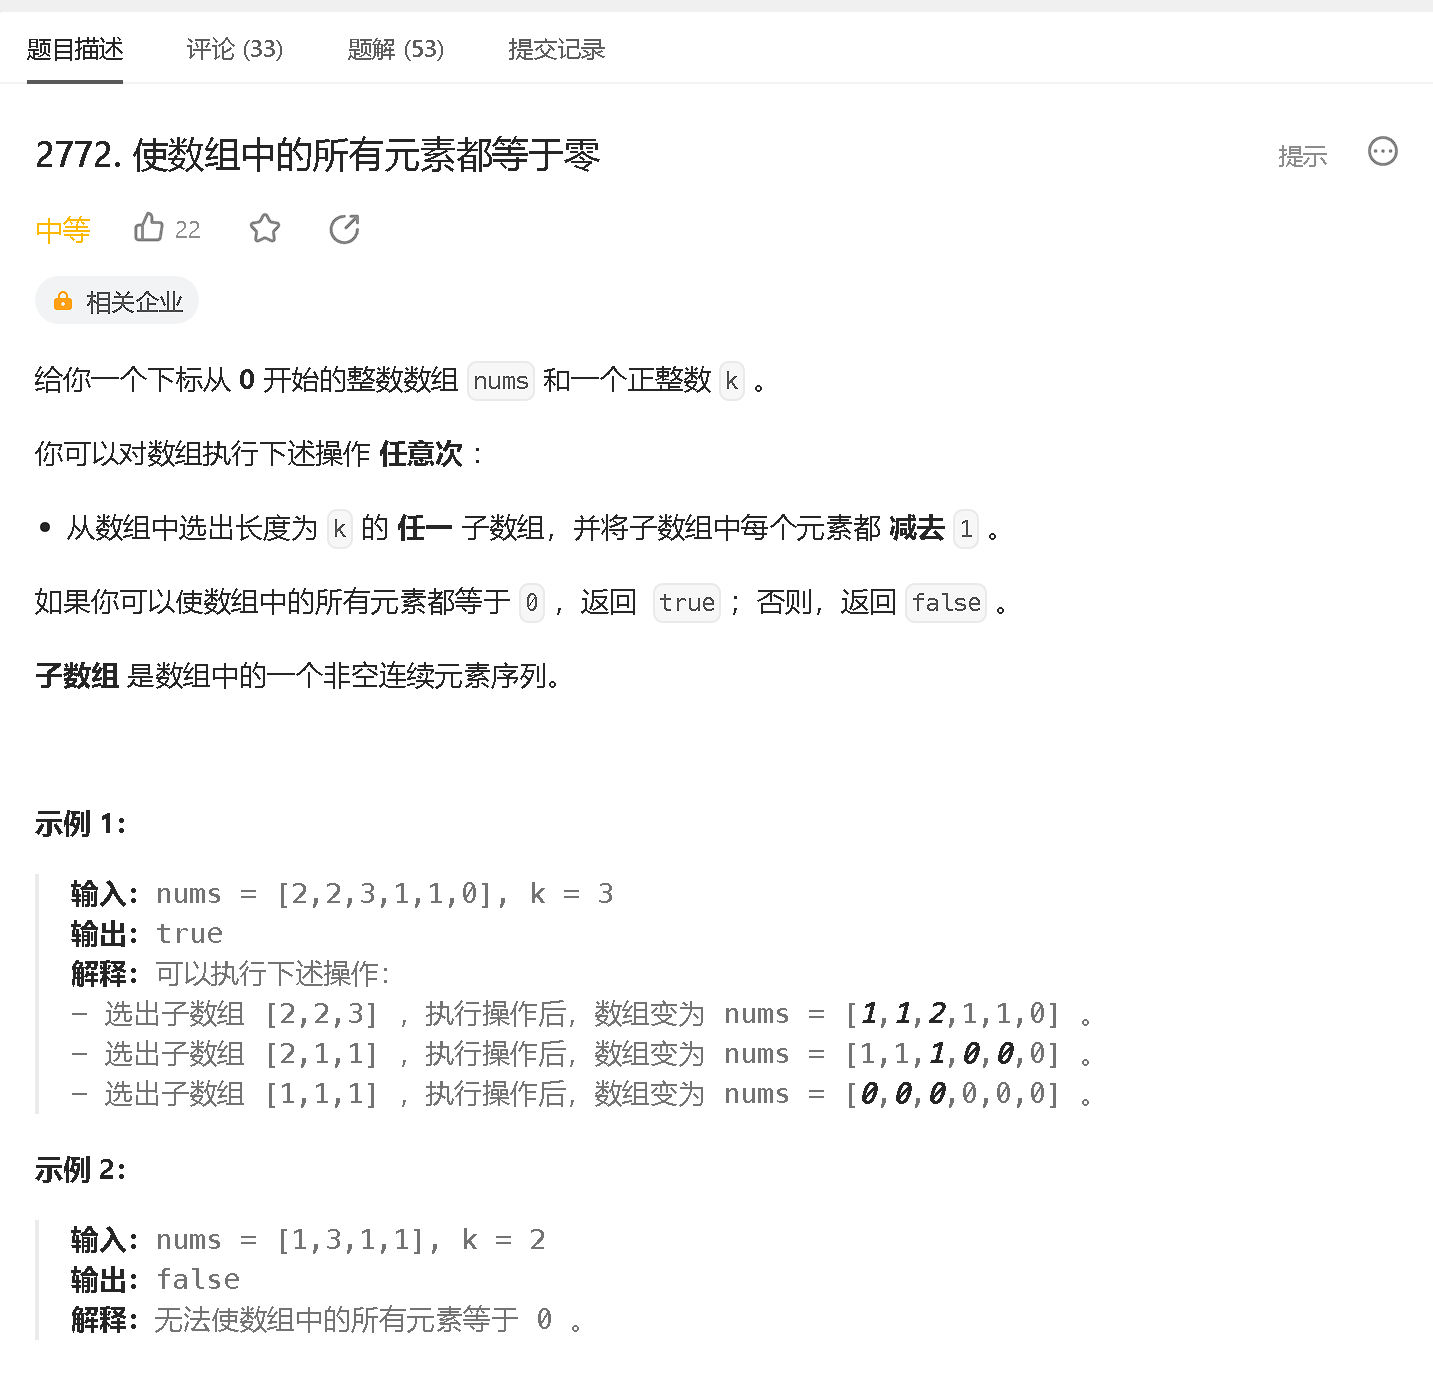 题目描述 评论 (33) 题解 (53) 提交记录
2772. 使数组中的所有元素都等于零 提示
中等 22
相关企业
给你一个下标从 0 开始的整数数组 nums 和一个正整数 k 。
你可以对数组执行下述操作 任意次 ：
• 从数组中选出长度为 k 的 任一 子数组，并将子数组中每个元素都 减去 1 。
如果你可以使数组中的所有元素都等于 0 ，返回 true ；否则，返回 false 。
子数组 是数组中的一个非空连续元素序列。
示例 1：
输入：nums = [2,2,3,1,1,0], k = 3
输出：true
解释：可以执行下述操作：
- 选出子数组 [2,2,3] ，执行操作后，数组变为 nums = [1,1,2,1,1,0] 。
- 选出子数组 [2,1,1] ，执行操作后，数组变为 nums = [1,1,1,0,0,0] 。
- 选出子数组 [1,1,1] ，执行操作后，数组变为 nums = [0,0,0,0,0,0] 。
示例 2：
输入：nums = [1,3,1,1], k = 2
输出：false
解释：无法使数组中的所有元素等于 0 。